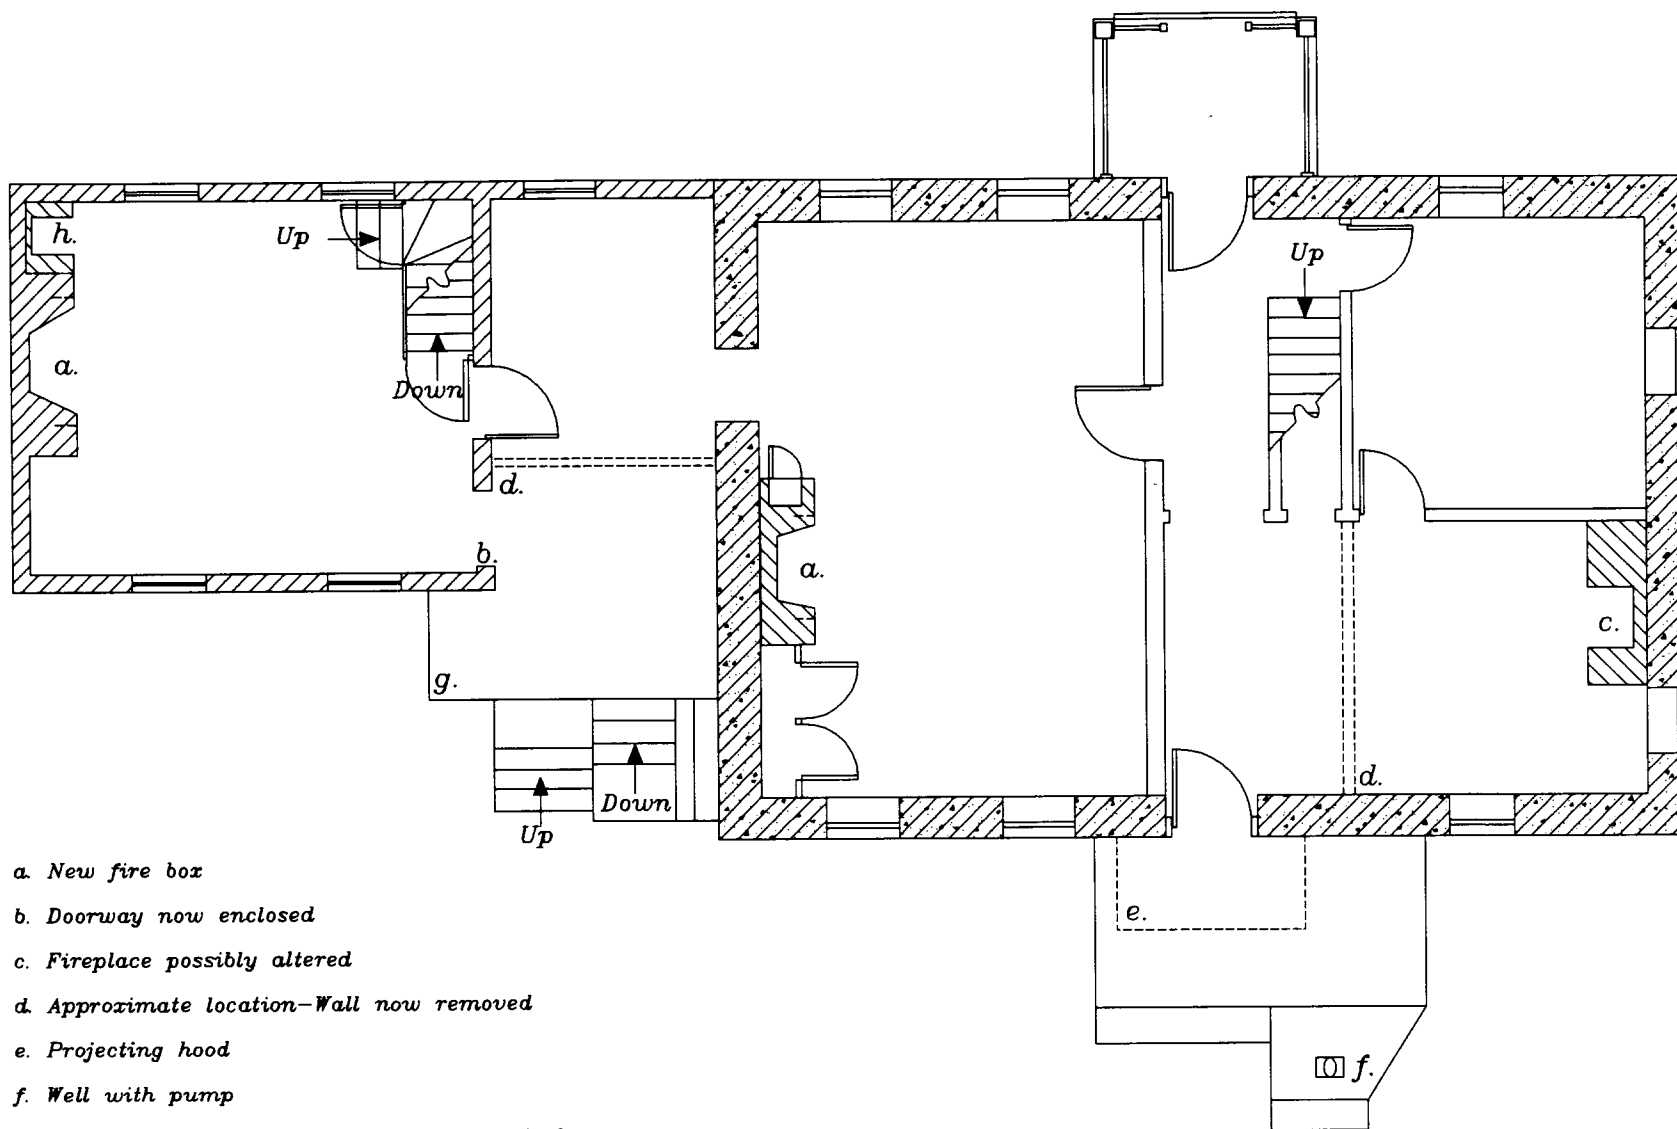 h.
Up
Up
a.
Down
d.
b.
a.
c.
g.
d.
Down
Up
e.
f.
a. New fire box
b. Doorway now enclosed
c. Fireplace possibly altered
d. Approximate location-Wall now removed
e. Projecting hood
f. Well with pump